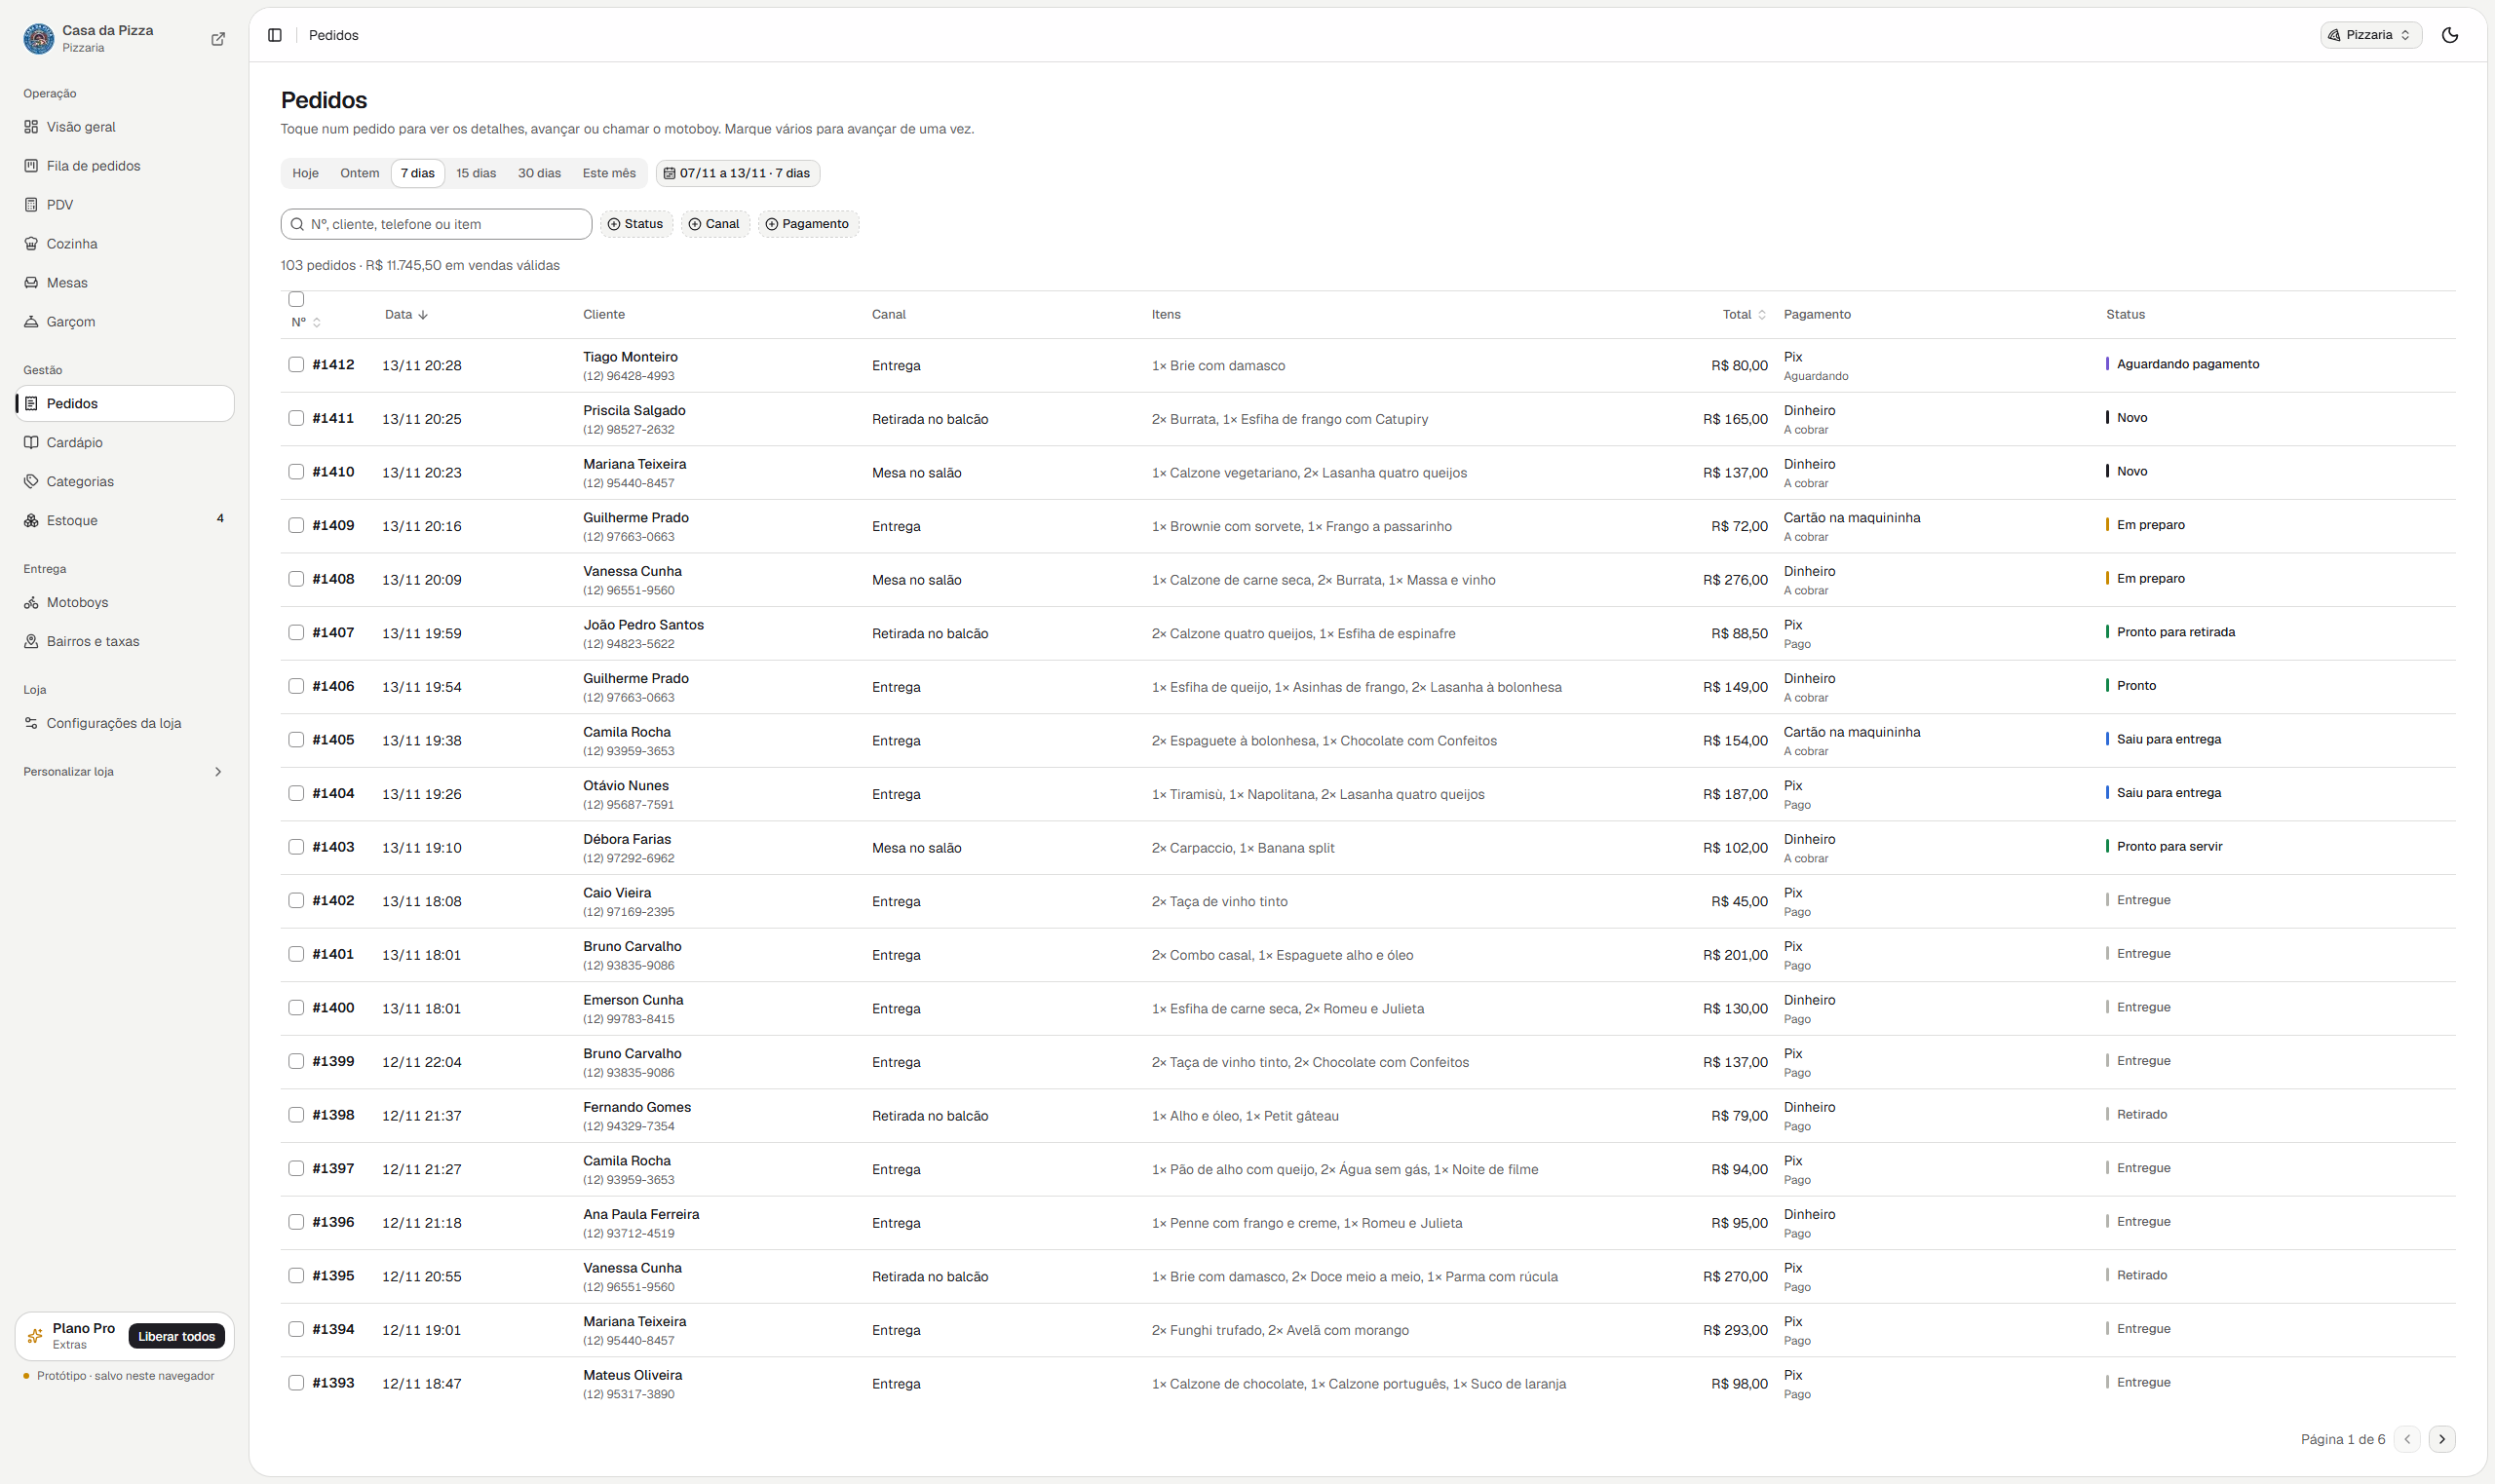 Casa da Pizza
Pizzaria
Operação
Visão geral
Fila de pedidos
PDV
Cozinha
Mesas
Garçom
Gestão
Pedidos
Cardápio
Categorias
Estoque 4
Entrega
Motoboys
Bairros e taxas
Loja
Configurações da loja
Personalizar loja
Plano Pro
Extras
Liberar todos
Protótipo · salvo neste navegador
Pedidos
Pizzaria
Pedidos
Toque num pedido para ver os detalhes, avançar ou chamar o motoboy. Marque vários para avançar de uma vez.
Hoje Ontem 7 dias 15 dias 30 dias Este mês 07/11 a 13/11 · 7 dias
Nº, cliente, telefone ou item Status Canal Pagamento
103 pedidos · R$ 11.745,50 em vendas válidas
Nº Data Cliente Canal Itens Total Pagamento Status
#1412 13/11 20:28 Tiago Monteiro Entrega 1× Brie com damasco R$ 80,00 Pix Aguardando pagamento
(12) 96428-4993 Aguardando
#1411 13/11 20:25 Priscila Salgado Retirada no balcão 2× Burrata, 1× Esfiha de frango com Catupiry R$ 165,00 Dinheiro Novo
(12) 98527-2632 A cobrar
#1410 13/11 20:23 Mariana Teixeira Mesa no salão 1× Calzone vegetariano, 2× Lasanha quatro queijos R$ 137,00 Dinheiro Novo
(12) 95440-8457 A cobrar
#1409 13/11 20:16 Guilherme Prado Entrega 1× Brownie com sorvete, 1× Frango a passarinho R$ 72,00 Cartão na maquininha Em preparo
(12) 97663-0663 A cobrar
#1408 13/11 20:09 Vanessa Cunha Mesa no salão 1× Calzone de carne seca, 2× Burrata, 1× Massa e vinho R$ 276,00 Dinheiro Em preparo
(12) 96551-9560 A cobrar
#1407 13/11 19:59 João Pedro Santos Retirada no balcão 2× Calzone quatro queijos, 1× Esfiha de espinafre R$ 88,50 Pix Pronto para retirada
(12) 94823-5622 Pago
#1406 13/11 19:54 Guilherme Prado Entrega 1× Esfiha de queijo, 1× Asinhas de frango, 2× Lasanha à bolonhesa R$ 149,00 Dinheiro Pronto
(12) 97663-0663 A cobrar
#1405 13/11 19:38 Camila Rocha Entrega 2× Espaguete à bolonhesa, 1× Chocolate com Confeitos R$ 154,00 Cartão na maquininha Saiu para entrega
(12) 93959-3653 A cobrar
#1404 13/11 19:26 Otávio Nunes Entrega 1× Tiramisù, 1× Napolitana, 2× Lasanha quatro queijos R$ 187,00 Pix Saiu para entrega
(12) 95687-7591 Pago
#1403 13/11 19:10 Débora Farias Mesa no salão 2× Carpaccio, 1× Banana split R$ 102,00 Dinheiro Pronto para servir
(12) 97292-6962 A cobrar
#1402 13/11 18:08 Caio Vieira Entrega 2× Taça de vinho tinto R$ 45,00 Pix Entregue
(12) 97169-2395 Pago
#1401 13/11 18:01 Bruno Carvalho Entrega 2× Combo casal, 1× Espaguete alho e óleo R$ 201,00 Pix Entregue
(12) 93835-9086 Pago
#1400 13/11 18:01 Emerson Cunha Entrega 1× Esfiha de carne seca, 2× Romeu e Julieta R$ 130,00 Dinheiro Entregue
(12) 99783-8415 Pago
#1399 12/11 22:04 Bruno Carvalho Entrega 2× Taça de vinho tinto, 2× Chocolate com Confeitos R$ 137,00 Pix Entregue
(12) 93835-9086 Pago
#1398 12/11 21:37 Fernando Gomes Retirada no balcão 1× Alho e óleo, 1× Petit gâteau R$ 79,00 Dinheiro Retirado
(12) 94329-7354 Pago
#1397 12/11 21:27 Camila Rocha Entrega 1× Pão de alho com queijo, 2× Água sem gás, 1× Noite de filme R$ 94,00 Pix Entregue
(12) 93959-3653 Pago
#1396 12/11 21:18 Ana Paula Ferreira Entrega 1× Penne com frango e creme, 1× Romeu e Julieta R$ 95,00 Dinheiro Entregue
(12) 93712-4519 Pago
#1395 12/11 20:55 Vanessa Cunha Retirada no balcão 1× Brie com damasco, 2× Doce meio a meio, 1× Parma com rúcula R$ 270,00 Pix Retirado
(12) 96551-9560 Pago
#1394 12/11 19:01 Mariana Teixeira Entrega 2× Funghi trufado, 2× Avelã com morango R$ 293,00 Pix Entregue
(12) 95440-8457 Pago
#1393 12/11 18:47 Mateus Oliveira Entrega 1× Calzone de chocolate, 1× Calzone português, 1× Suco de laranja R$ 98,00 Pix Entregue
(12) 95317-3890 Pago
Página 1 de 6